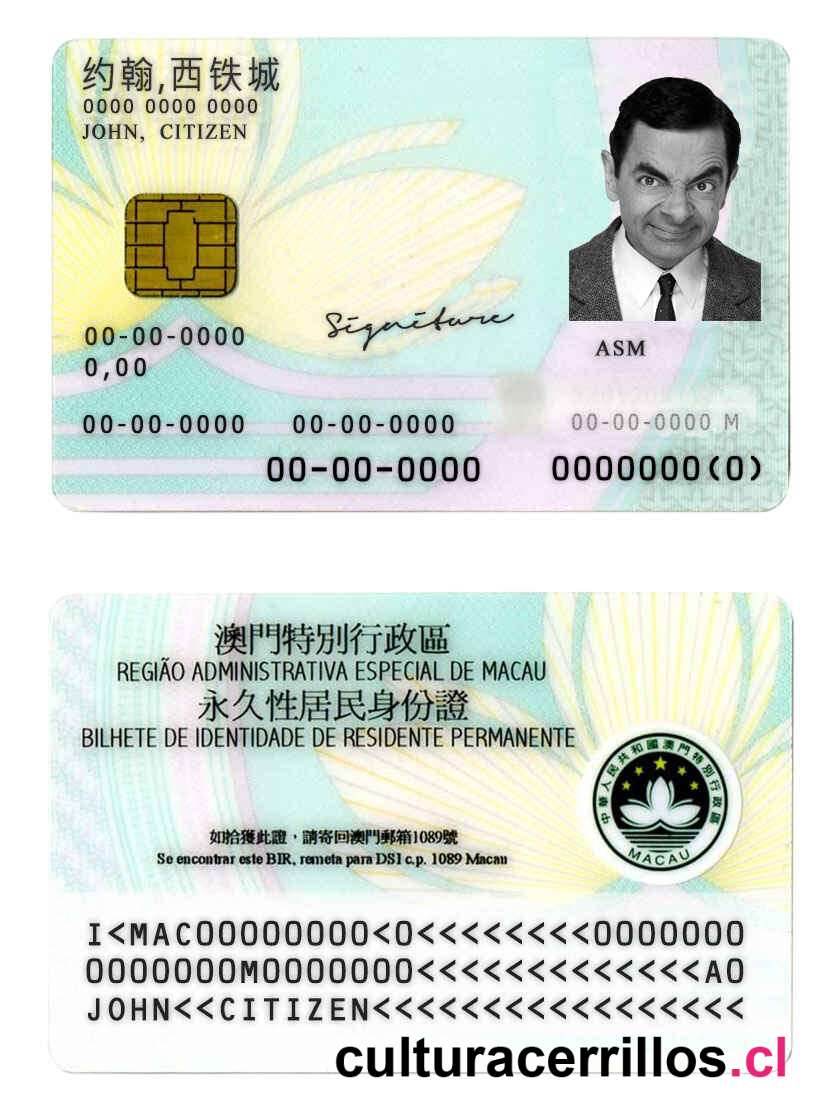 约翰,西铁城
0000 0000 0000
JOHN, CITIZEN
00-00-0000
0,00
Signature
ASM
00-00-0000
00-00-0000
00-00-0000 M
00-00-0000
0000000(0)
澳門特別行政區
REGIÃO ADMINISTRATIVA ESPECIAL DE MACAU
永久性居民身份證
BILHETE DE IDENTIDADE DE RESIDENTE PERMANENTE
中華人民共和國澳門特別行政區
MACAU
如拾獲此證，請寄回澳門郵箱1089號
Se encontrar este BIR, remeta para DSI c.p. 1089 Macau
I<MAC00000000<0<<<<<<<<0000000
0000000M0000000<<<<<<<<<<<<<A0
JOHN<<CITIZEN<<<<<<<<<<<<<<<<<
culturacerrillos.cl